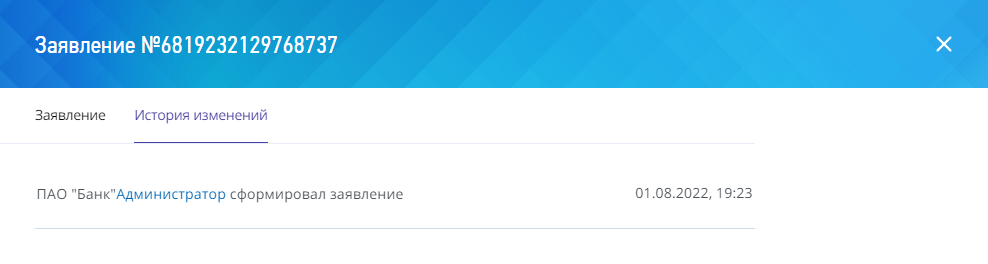 Заявление №6819232129768737
Заявление История изменений
ПАО "Банк"Администратор сформировал заявление 01.08.2022, 19:23